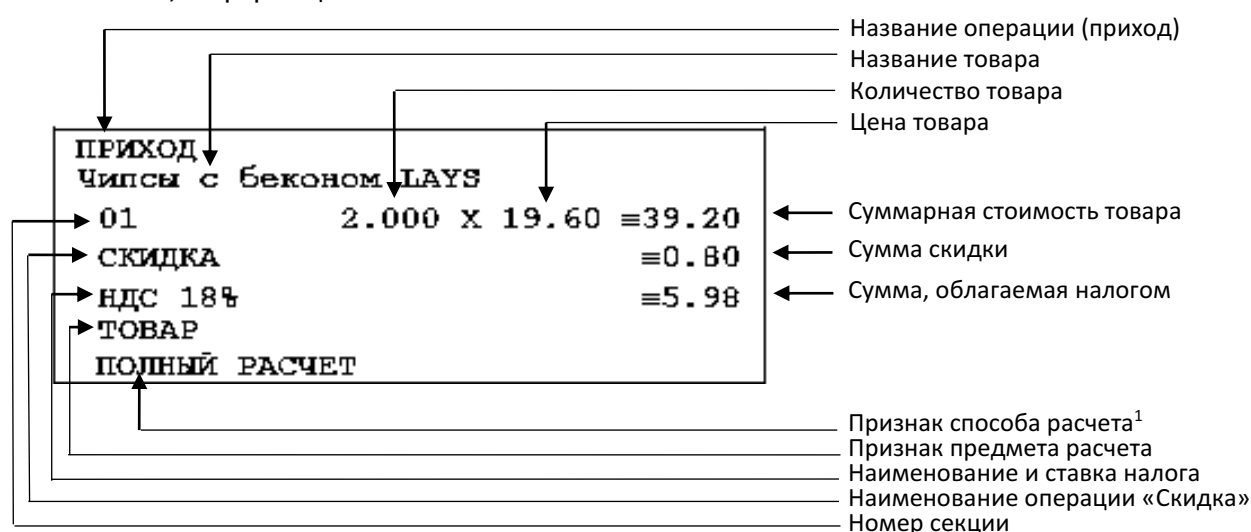 Название операции (приход)
Название товара
Количество товара
Цена товара
ПРИХОД
Чипсы с беконом LAYS
01 2.000 X 19.60 ≡39.20
Суммарная стоимость товара
СКИДКА ≡0.80
Сумма скидки
НДС 18% ≡5.98
Сумма, облагаемая налогом
ТОВАР
ПОЛНЫЙ РАСЧЕТ
Признак способа расчета¹
Признак предмета расчета
Наименование и ставка налога
Наименование операции «Скидка»
Номер секции